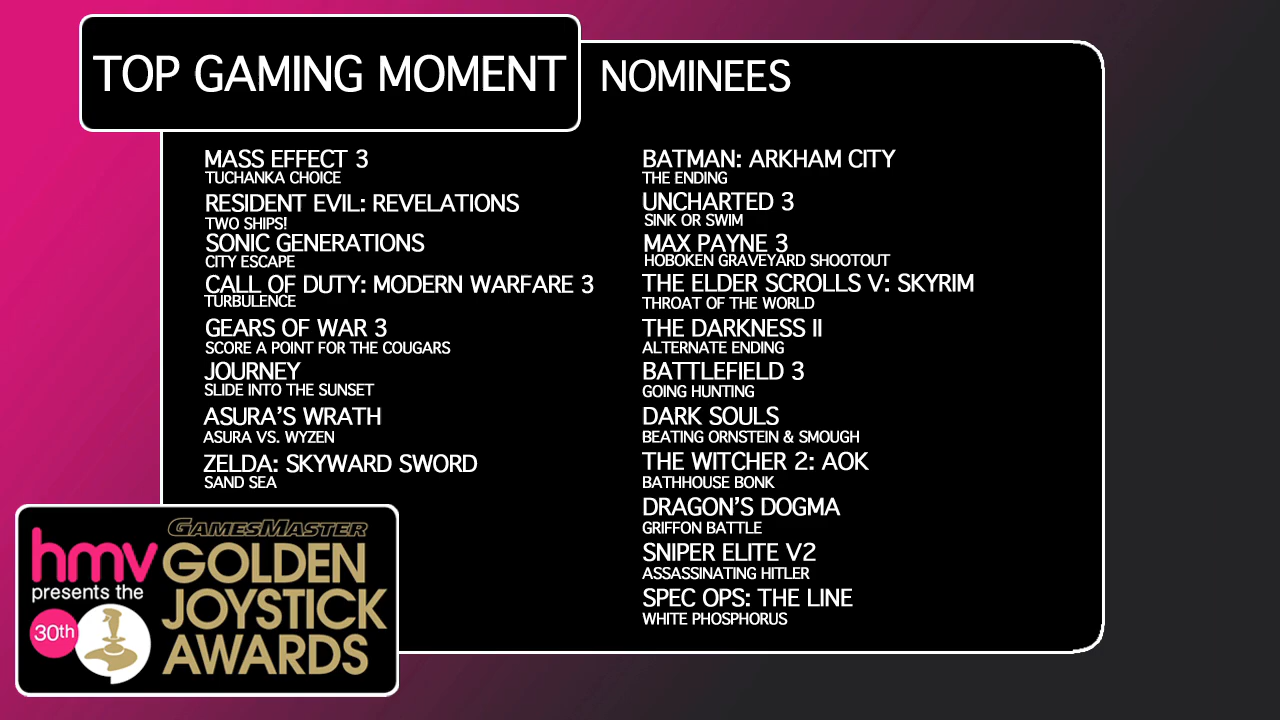 TOP GAMING MOMENT
NOMINEES
MASS EFFECT 3
TUCHANKA CHOICE
RESIDENT EVIL: REVELATIONS
TWO SHIPS!
SONIC GENERATIONS
CITY ESCAPE
CALL OF DUTY: MODERN WARFARE 3
TURBULENCE
GEARS OF WAR 3
SCORE A POINT FOR THE COUGARS
JOURNEY
SLIDE INTO THE SUNSET
ASURA'S WRATH
ASURA VS. WYZEN
ZELDA: SKYWARD SWORD
SAND SEA
BATMAN: ARKHAM CITY
THE ENDING
UNCHARTED 3
SINK OR SWIM
MAX PAYNE 3
HOBOKEN GRAVEYARD SHOOTOUT
THE ELDER SCROLLS V: SKYRIM
THROAT OF THE WORLD
THE DARKNESS II
ALTERNATE ENDING
BATTLEFIELD 3
GOING HUNTING
DARK SOULS
BEATING ORNSTEIN & SMOUGH
THE WITCHER 2: AOK
BATHHOUSE BONK
DRAGON'S DOGMA
GRIFFON BATTLE
SNIPER ELITE V2
ASSASSINATING HITLER
SPEC OPS: THE LINE
WHITE PHOSPHORUS
hmv
presents the
30th
GAMESMASTER
GOLDEN
JOYSTICK
AWARDS